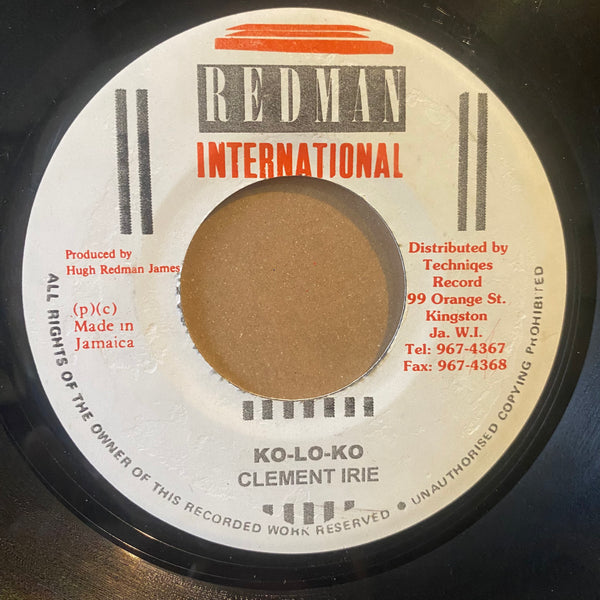 REDMAN
INTERNATIONAL
Produced by
Hugh Redman James
(p)(c)
Made in
Jamaica
Distributed by
Techniqes
Record
99 Orange St.
Kingston
Ja. W.I.
Tel: 967-4367
Fax: 967-4368
KO-LO-KO
CLEMENT IRIE
ALL RIGHTS OF THE OWNER OF THIS RECORDED WORK RESERVED • UNAUTHORISED COPYING PROHIBITED